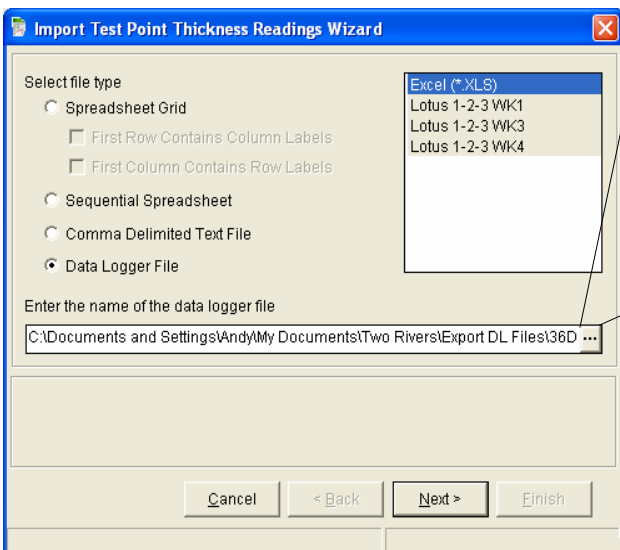 Import Test Point Thickness Readings Wizard
Select file type
Spreadsheet Grid
First Row Contains Column Labels
First Column Contains Row Labels
Sequential Spreadsheet
Comma Delimited Text File
Data Logger File
Excel (*.XLS)
Lotus 1-2-3 WK1
Lotus 1-2-3 WK3
Lotus 1-2-3 WK4
Enter the name of the data logger file
C:\Documents and Settings\Andy\My Documents\Two Rivers\Export DL Files\36D ...
Cancel < Back Next > Finish